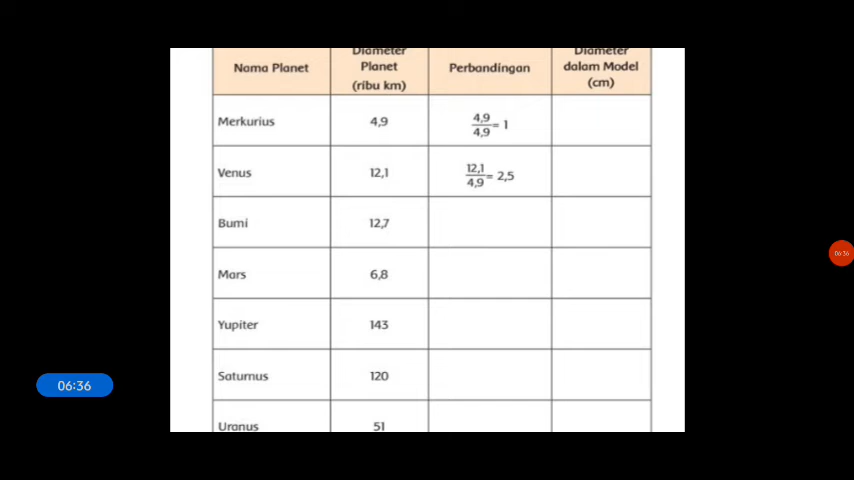 Nama Planet
Diameter
Planet
(ribu km)
Perbandingan
Diameter
dalam Model
(cm)
Merkurius
4,9
4,9
4,9 = 1
Venus
12,1
12,1
4,9 = 2,5
Bumi
12,7
Mars
6,8
Yupiter
143
Saturnus
120
Uranus
51
06:36
06:36